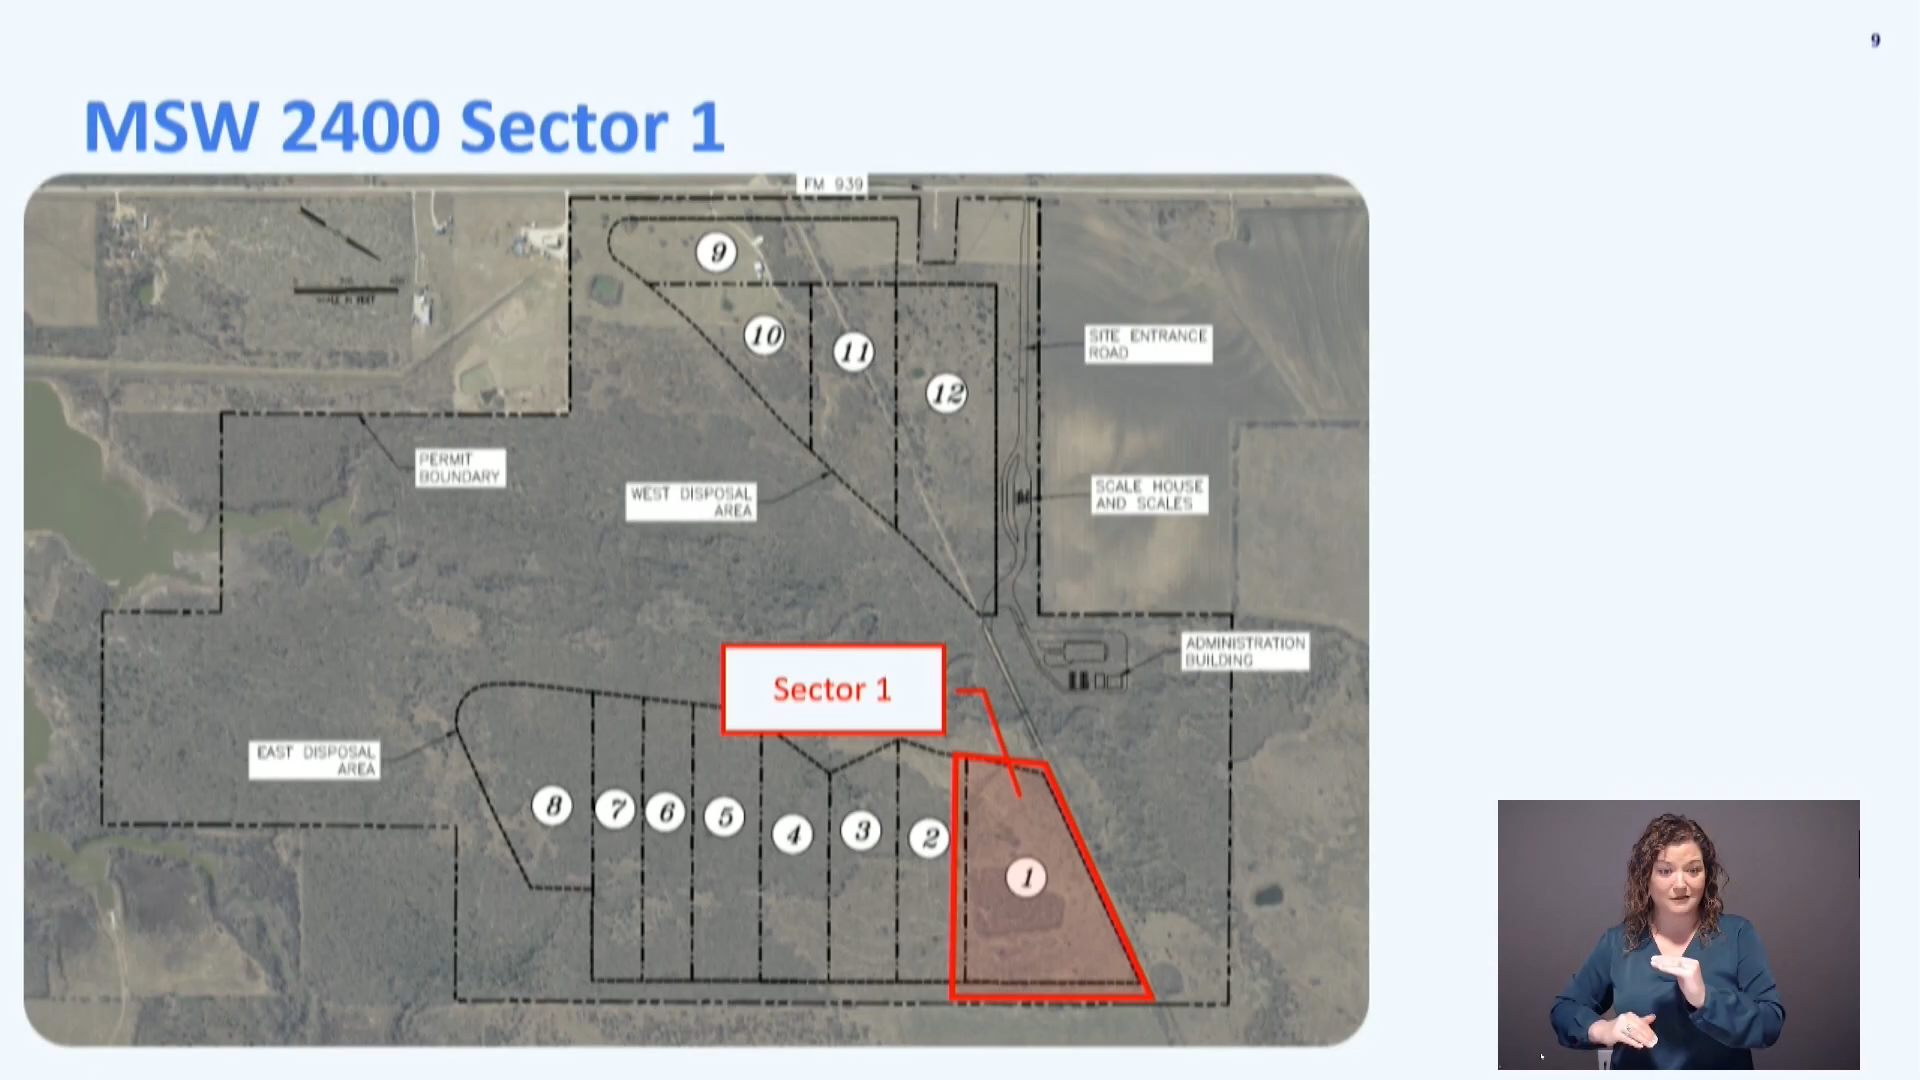 9
MSW 2400 Sector 1
FM 939
9
10
11
12
SITE ENTRANCE
ROAD
PERMIT
BOUNDARY
WEST DISPOSAL
AREA
SCALE HOUSE
AND SCALES
ADMINISTRATION
BUILDING
Sector 1
EAST DISPOSAL
AREA
8
7
6
5
4
3
2
1